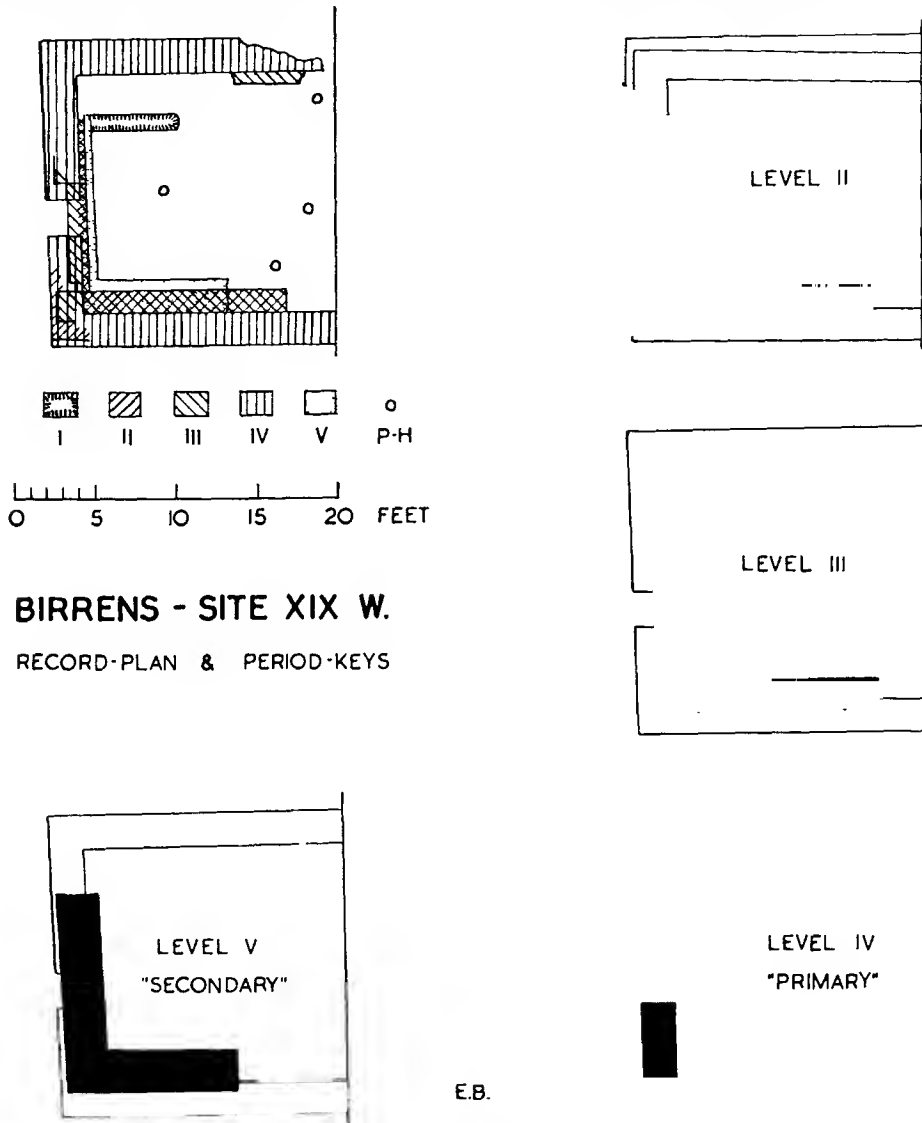 LEVEL II
I II III IV V P-H
0 5 10 15 20 FEET
LEVEL III
BIRRENS - SITE XIX W.
RECORD-PLAN & PERIOD-KEYS
LEVEL V
"SECONDARY"
LEVEL IV
"PRIMARY"
E.B.